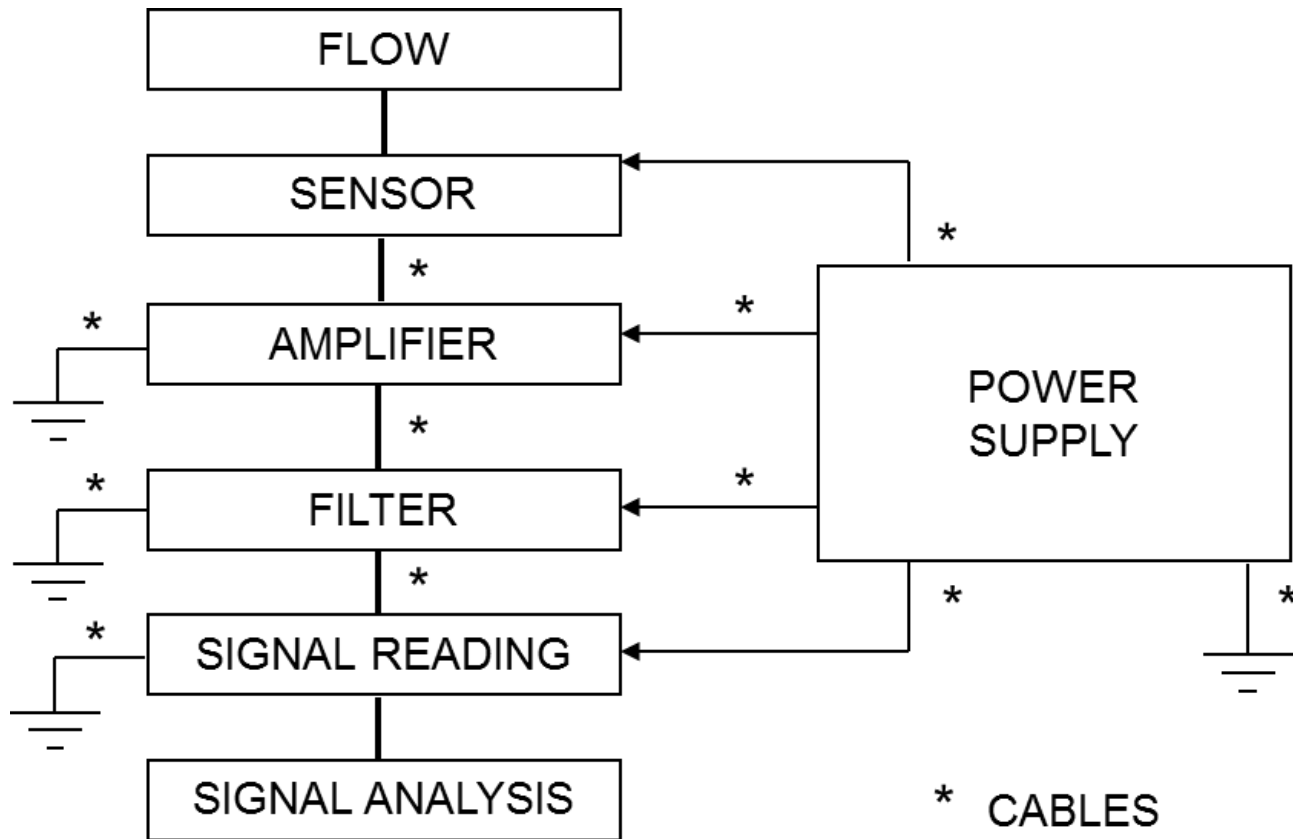 FLOW
SENSOR
*
*
*
*
AMPLIFIER
POWER
SUPPLY
*
*
*
FILTER
*
*
*
*
SIGNAL READING
SIGNAL ANALYSIS
* CABLES